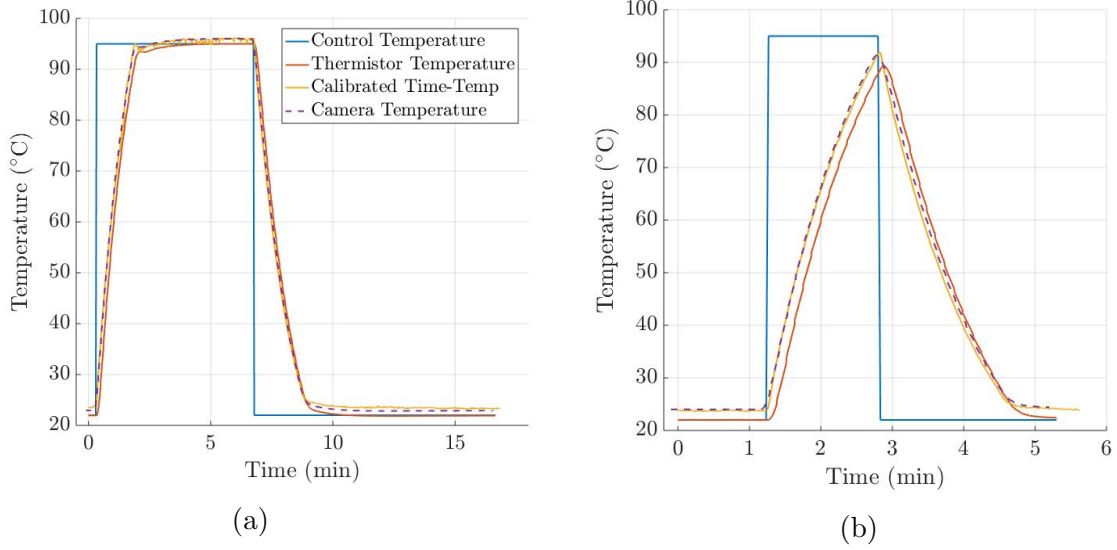 100
90
80
70
60
50
40
30
20
0
5
10
15
Temperature (°C)
Time (min)
Control Temperature
Thermistor Temperature
Calibrated Time-Temp
Camera Temperature
(a)
100
90
80
70
60
50
40
30
20
0
1
2
3
4
5
6
Temperature (°C)
Time (min)
(b)